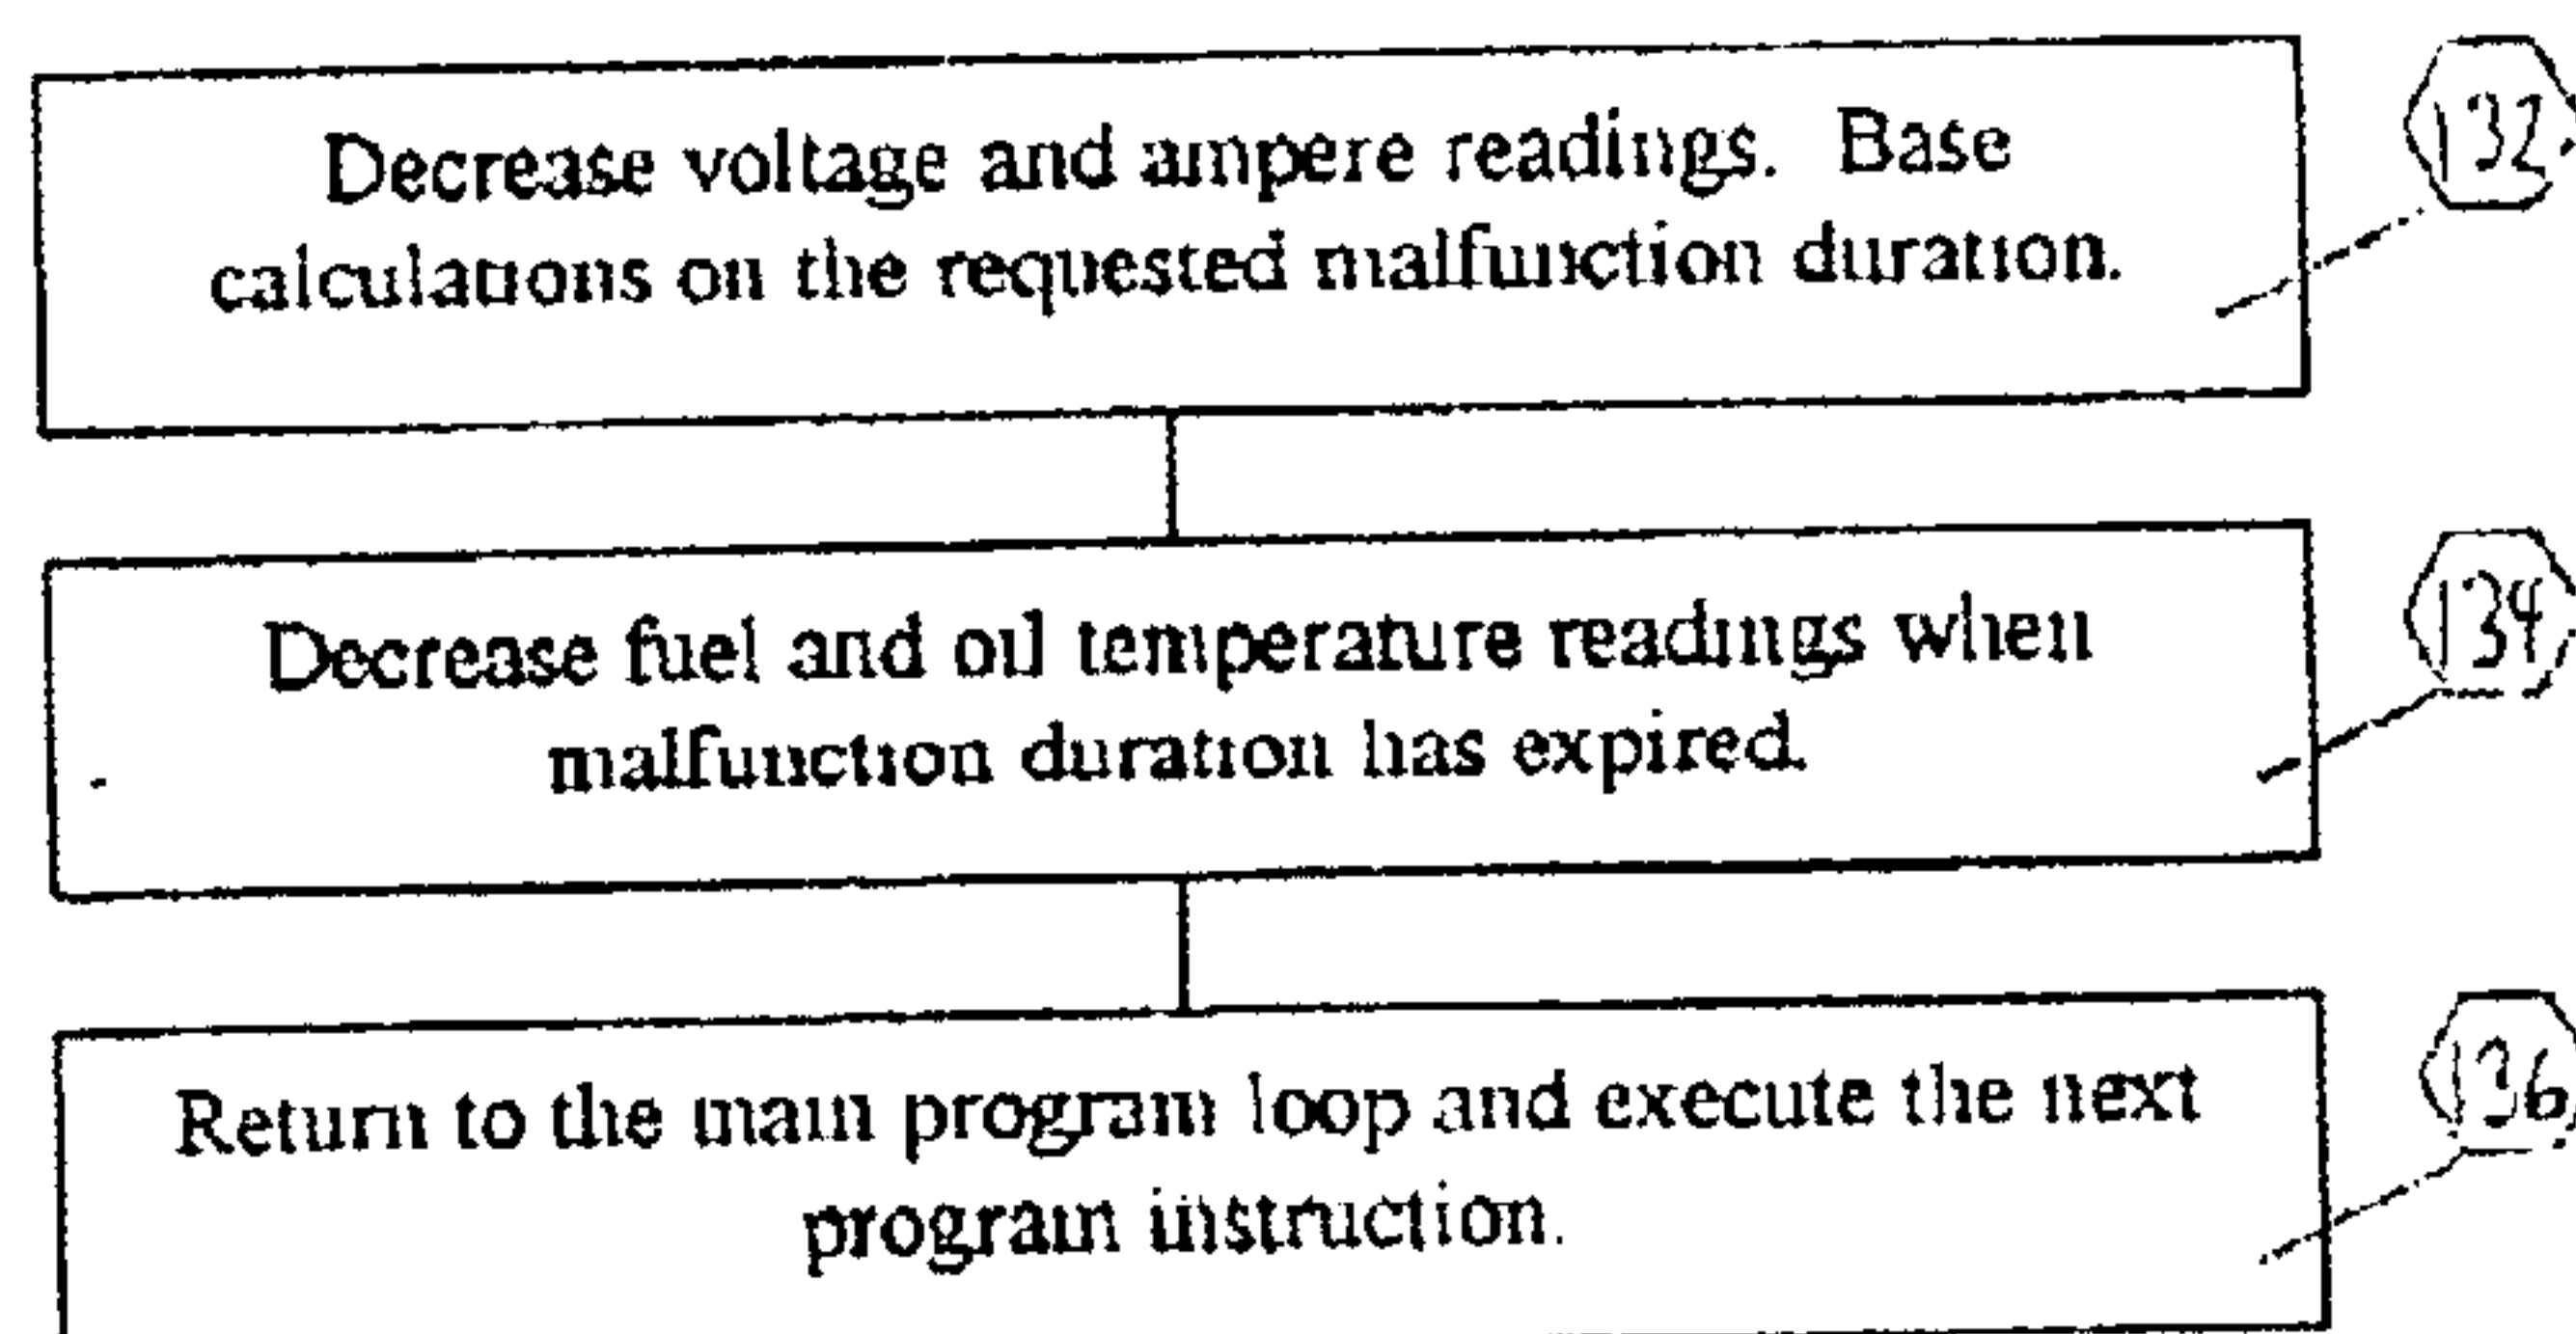 Decrease voltage and ampere readings. Base
calculations on the requested malfunction duration.
132
Decrease fuel and oil temperature readings when
malfunction duration has expired.
134
Return to the main program loop and execute the next
program instruction.
136